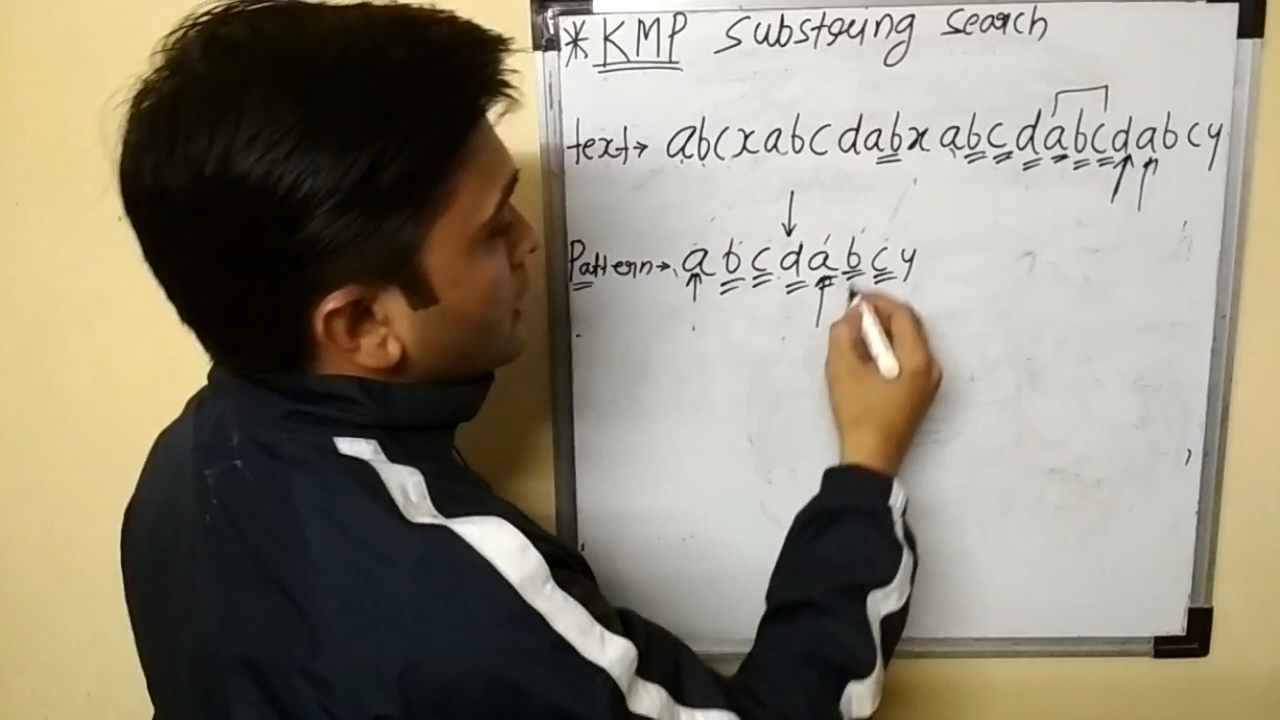 *KMP Substring Search
text→ abcxabcdabxabcdabcdabcy
Pattern→ abcdabcy